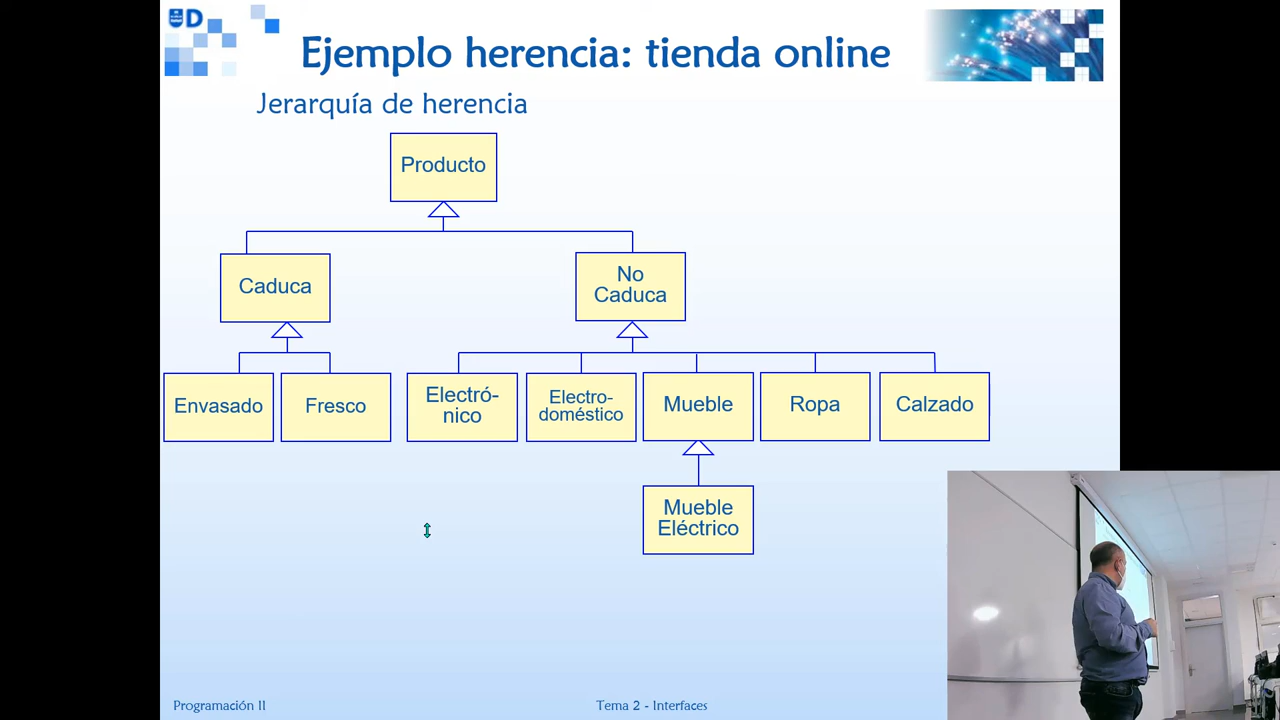 UD
Ejemplo herencia: tienda online
Jerarquía de herencia
Producto
Caduca
No
Caduca
Envasado
Fresco
Electró-
nico
Electro-
doméstico
Mueble
Ropa
Calzado
Mueble
Eléctrico
Programación II
Tema 2 - Interfaces